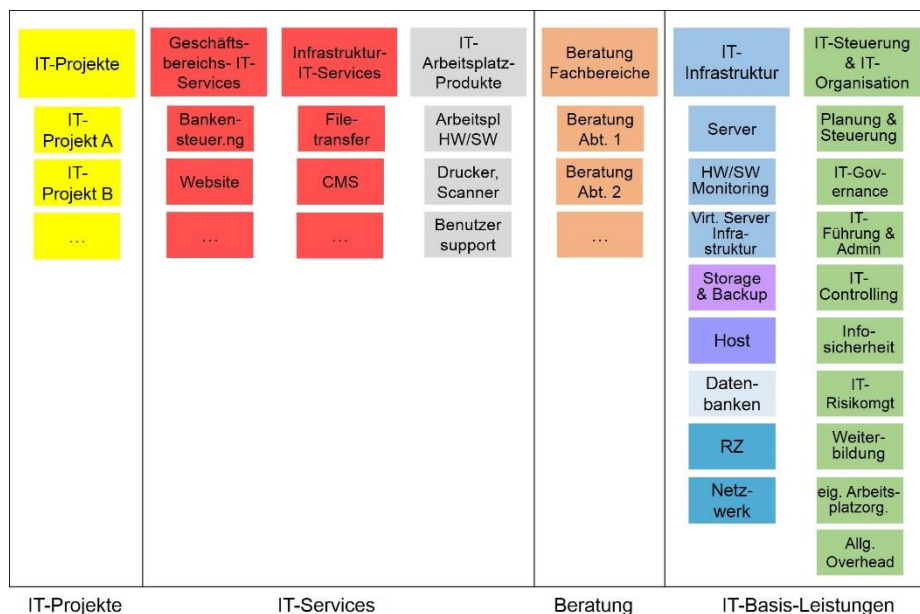 IT-Projekte
IT-
Projekt A
IT-
Projekt B
...
Geschäfts-
bereichs- IT-
Services
Banken-
steuer.ng
Website
...
Infrastruktur-
IT-Services
File-
transfer
CMS
...
IT-
Arbeitsplatz-
Produkte
Arbeitspl
HW/SW
Drucker,
Scanner
Benutzer
support
Beratung
Fachbereiche
Beratung
Abt. 1
Beratung
Abt. 2
...
IT-
Infrastruktur
Server
HW/SW
Monitoring
Virt. Server
Infra-
struktur
Storage
& Backup
Host
Daten-
banken
RZ
Netz-
werk
IT-Steuerung
& IT-
Organisation
Planung &
Steuerung
IT-Gov-
ernance
IT-
Führung &
Admin
IT-
Controlling
Info-
sicherheit
IT-
Risikomgt
Weiter-
bildung
eig. Arbeits-
platzorg.
Allg.
Overhead
IT-Projekte
IT-Services
Beratung
IT-Basis-Leistungen